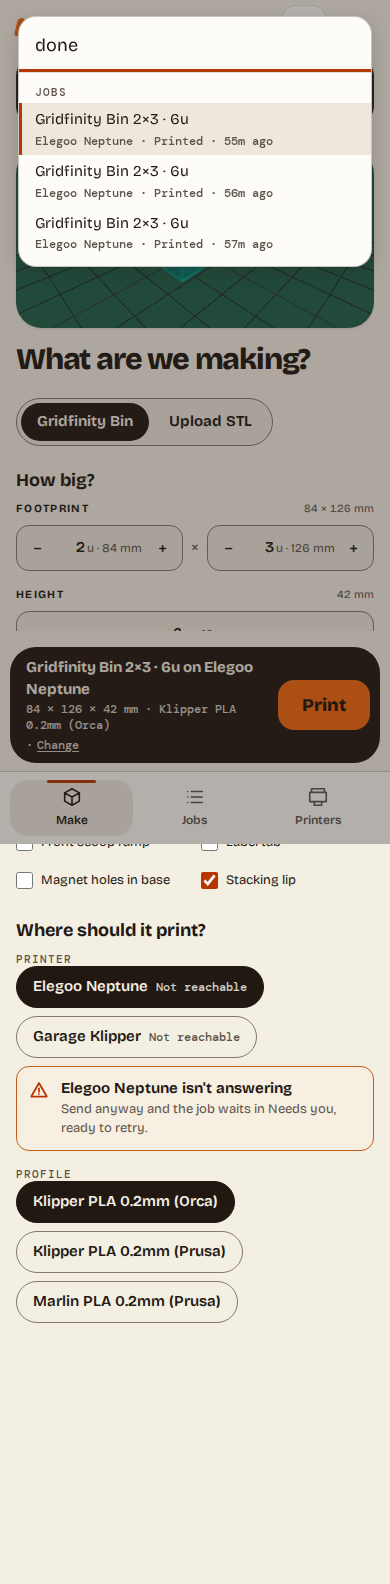 done
JOBS
Gridfinity Bin 2×3 · 6u
Elegoo Neptune · Printed · 55m ago
Gridfinity Bin 2×3 · 6u
Elegoo Neptune · Printed · 56m ago
Gridfinity Bin 2×3 · 6u
Elegoo Neptune · Printed · 57m ago
What are we making?
Gridfinity Bin Upload STL
How big?
FOOTPRINT 84 × 126 mm
− 2 u · 84 mm + × − 3 u · 126 mm +
HEIGHT 42 mm
Gridfinity Bin 2×3 · 6u on Elegoo
Neptune
84 × 126 × 42 mm · Klipper PLA
0.2mm (Orca)
· Change
Print
Make Jobs Printers
Magnet holes in base Stacking lip
Where should it print?
PRINTER
Elegoo Neptune Not reachable
Garage Klipper Not reachable
Elegoo Neptune isn't answering
Send anyway and the job waits in Needs you,
ready to retry.
PROFILE
Klipper PLA 0.2mm (Orca)
Klipper PLA 0.2mm (Prusa)
Marlin PLA 0.2mm (Prusa)